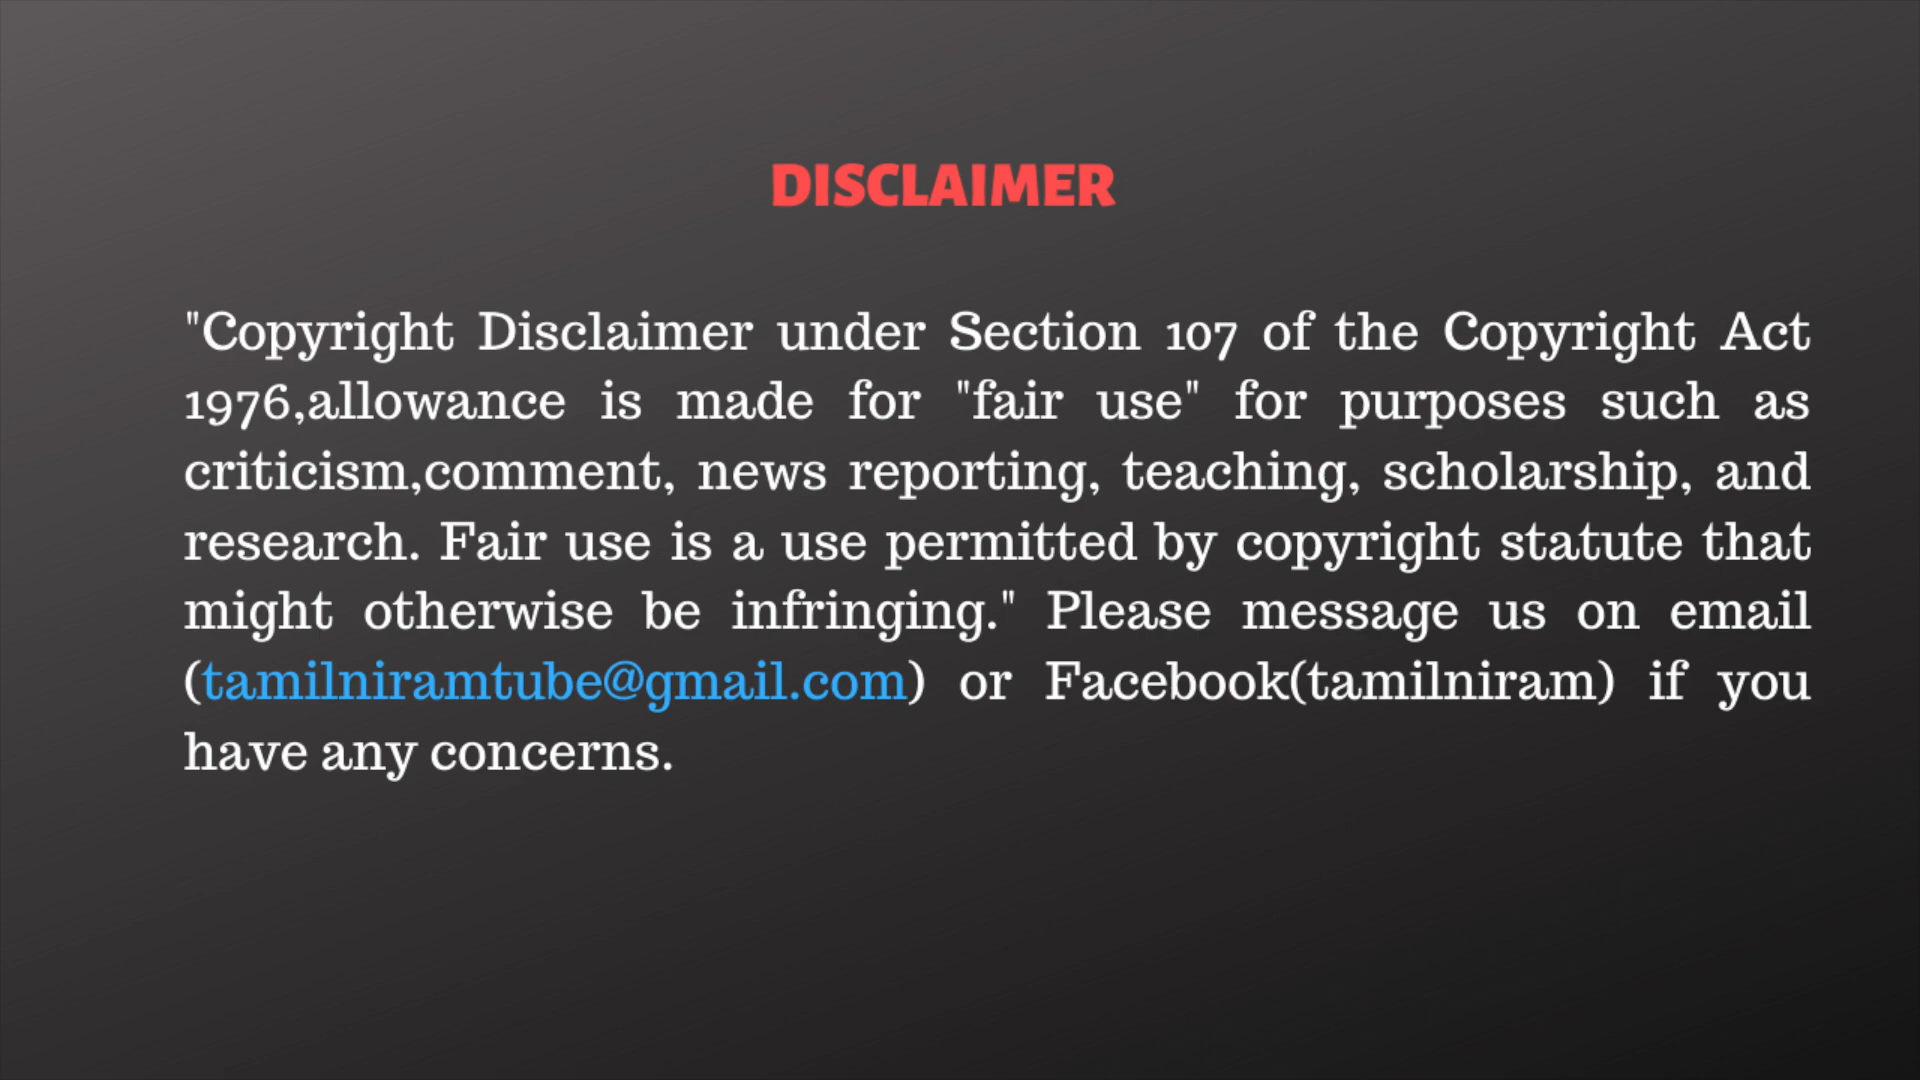 DISCLAIMER
"Copyright Disclaimer under Section 107 of the Copyright Act
1976,allowance is made for "fair use" for purposes such as
criticism,comment, news reporting, teaching, scholarship, and
research. Fair use is a use permitted by copyright statute that
might otherwise be infringing." Please message us on email
(tamilniramtube@gmail.com) or Facebook(tamilniram) if you
have any concerns.